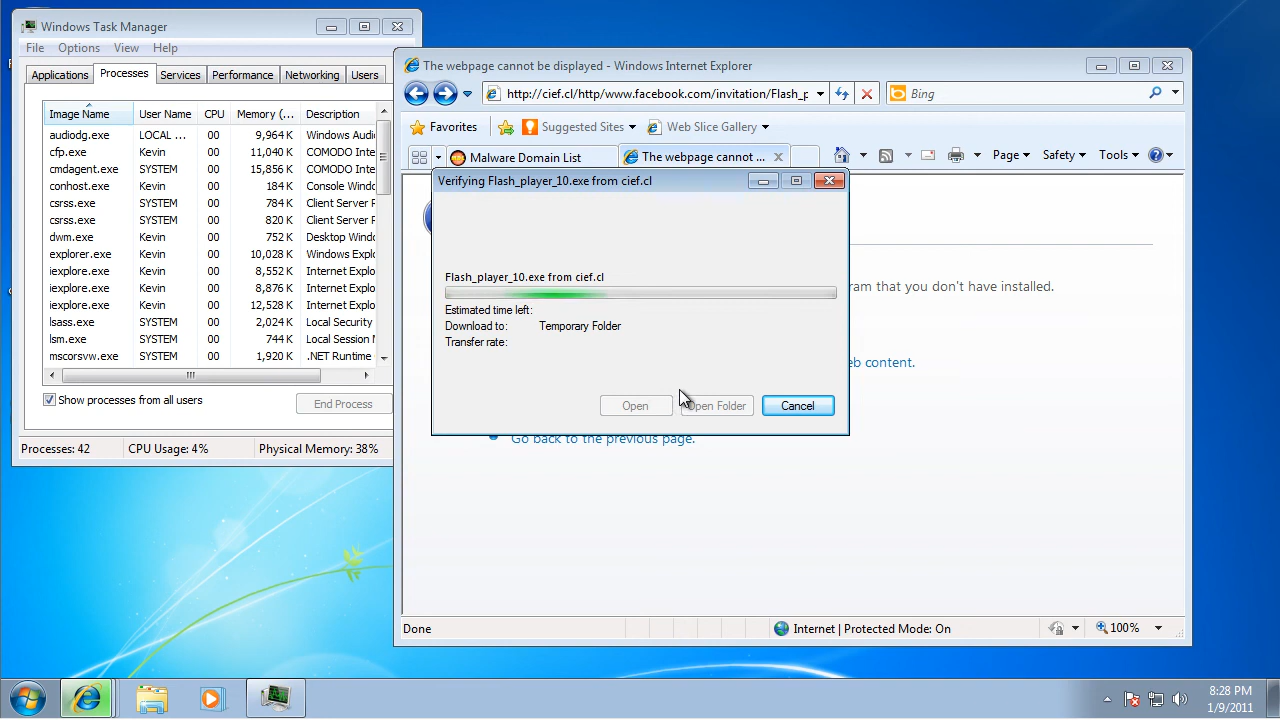 Windows Task Manager
File Options View Help
Applications Processes Services Performance Networking Users
Image Name User Name CPU Memory (... Description
audiodg.exe LOCAL ... 00 9,964 K Windows Audi
cfp.exe Kevin 00 11,040 K COMODO Inte
cmdagent.exe SYSTEM 00 15,856 K COMODO Inte
conhost.exe Kevin 00 184 K Console Windo
csrss.exe SYSTEM 00 784 K Client Server R
csrss.exe SYSTEM 00 820 K Client Server R
dwm.exe Kevin 00 752 K Desktop Windo
explorer.exe Kevin 00 10,028 K Windows Explo
iexplore.exe Kevin 00 8,552 K Internet Explo
iexplore.exe Kevin 00 8,876 K Internet Explo
iexplore.exe Kevin 00 12,528 K Internet Explo
lsass.exe SYSTEM 00 2,024 K Local Security
lsm.exe SYSTEM 00 744 K Local Session M
mscorsvw.exe SYSTEM 00 1,920 K .NET Runtime
Show processes from all users End Process
Processes: 42 CPU Usage: 4% Physical Memory: 38%
The webpage cannot be displayed - Windows Internet Explorer
http://cief.cl/http/www.facebook.com/invitation/Flash_p Bing
Favorites Suggested Sites Web Slice Gallery
Malware Domain List The webpage cannot ... Page Safety Tools
Verifying Flash_player_10.exe from cief.cl
Flash_player_10.exe from cief.cl
Estimated time left:
Download to: Temporary Folder
Transfer rate:
Open Open Folder Cancel
ram that you don't have installed.
eb content.
Go back to the previous page.
Done Internet | Protected Mode: On 100%
8:28 PM
1/9/2011